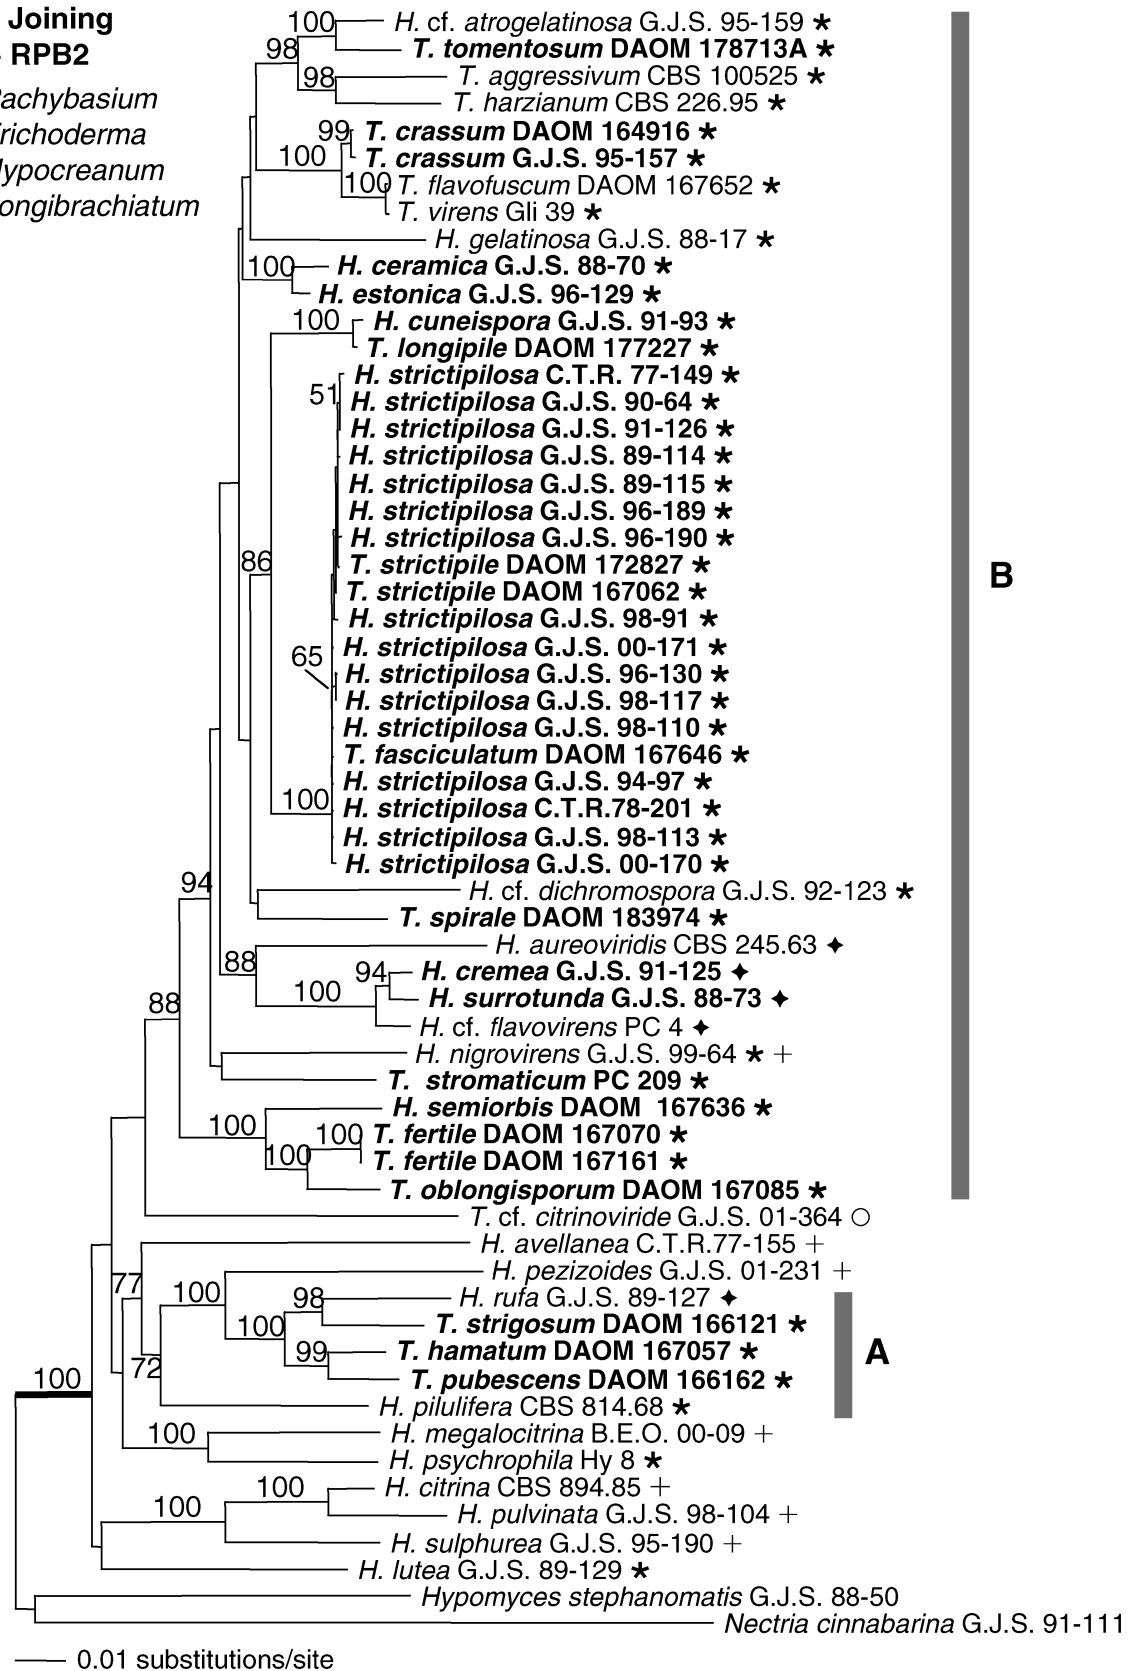 Joining
RPB2
achybasium
richoderma
ypocreanum
ongibrachiatum
100
H. cf. atrogelatinosa G.J.S. 95-159 ★
98
T. tomentosum DAOM 178713A ★
98
T. aggressivum CBS 100525 ★
T. harzianum CBS 226.95 ★
99
T. crassum DAOM 164916 ★
100
T. crassum G.J.S. 95-157 ★
100
T. flavofuscum DAOM 167652 ★
T. virens Gli 39 ★
H. gelatinosa G.J.S. 88-17 ★
100
H. ceramica G.J.S. 88-70 ★
H. estonica G.J.S. 96-129 ★
100
H. cuneispora G.J.S. 91-93 ★
T. longipile DAOM 177227 ★
H. strictipilosa C.T.R. 77-149 ★
51
H. strictipilosa G.J.S. 90-64 ★
H. strictipilosa G.J.S. 91-126 ★
H. strictipilosa G.J.S. 89-114 ★
H. strictipilosa G.J.S. 89-115 ★
H. strictipilosa G.J.S. 96-189 ★
H. strictipilosa G.J.S. 96-190 ★
86
T. strictipile DAOM 172827 ★
B
T. strictipile DAOM 167062 ★
H. strictipilosa G.J.S. 98-91 ★
H. strictipilosa G.J.S. 00-171 ★
65
H. strictipilosa G.J.S. 96-130 ★
H. strictipilosa G.J.S. 98-117 ★
H. strictipilosa G.J.S. 98-110 ★
T. fasciculatum DAOM 167646 ★
H. strictipilosa G.J.S. 94-97 ★
100
H. strictipilosa C.T.R.78-201 ★
H. strictipilosa G.J.S. 98-113 ★
H. strictipilosa G.J.S. 00-170 ★
94
H. cf. dichromospora G.J.S. 92-123 ★
T. spirale DAOM 183974 ★
H. aureoviridis CBS 245.63 ✦
88
94
H. cremea G.J.S. 91-125 ✦
100
H. surrotunda G.J.S. 88-73 ✦
88
H. cf. flavovirens PC 4 ✦
H. nigrovirens G.J.S. 99-64 ★ +
T. stromaticum PC 209 ★
H. semiorbis DAOM 167636 ★
100
100
T. fertile DAOM 167070 ★
100
T. fertile DAOM 167161 ★
T. oblongisporum DAOM 167085 ★
T. cf. citrinoviride G.J.S. 01-364 ○
H. avellanea C.T.R.77-155 +
77
H. pezizoides G.J.S. 01-231 +
100
98
H. rufa G.J.S. 89-127 ✦
100
T. strigosum DAOM 166121 ★
99
T. hamatum DAOM 167057 ★
A
72
T. pubescens DAOM 166162 ★
100
H. pilulifera CBS 814.68 ★
100
H. megalocitrina B.E.O. 00-09 +
H. psychrophila Hy 8 ★
100
H. citrina CBS 894.85 +
100
H. pulvinata G.J.S. 98-104 +
H. sulphurea G.J.S. 95-190 +
H. lutea G.J.S. 89-129 ★
Hypomyces stephanomatis G.J.S. 88-50
Nectria cinnabarina G.J.S. 91-111
0.01 substitutions/site